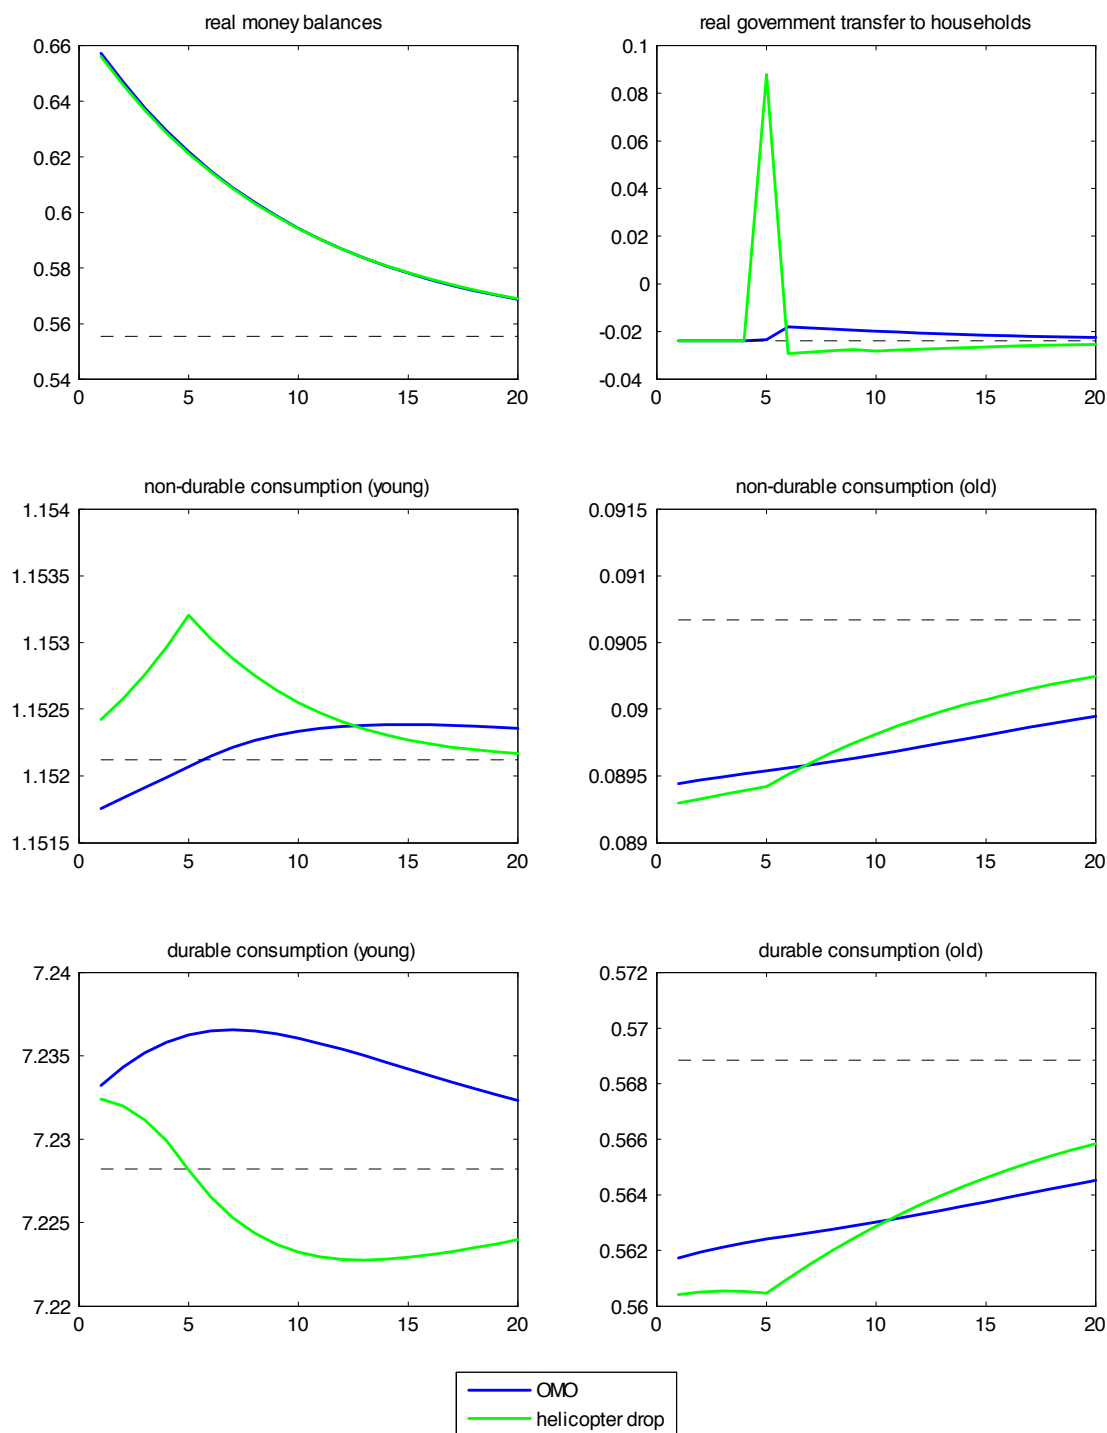 real money balances
0.66
0.64
0.62
0.6
0.58
0.56
0.54
0 5 10 15 20
real government transfer to households
0.1
0.08
0.06
0.04
0.02
0
-0.02
-0.04
0 5 10 15 20
non-durable consumption (young)
1.154
1.1535
1.153
1.1525
1.152
1.1515
0 5 10 15 20
non-durable consumption (old)
0.0915
0.091
0.0905
0.09
0.0895
0.089
0 5 10 15 20
durable consumption (young)
7.24
7.235
7.23
7.225
7.22
0 5 10 15 20
durable consumption (old)
0.572
0.57
0.568
0.566
0.564
0.562
0.56
0 5 10 15 20
OMO
helicopter drop